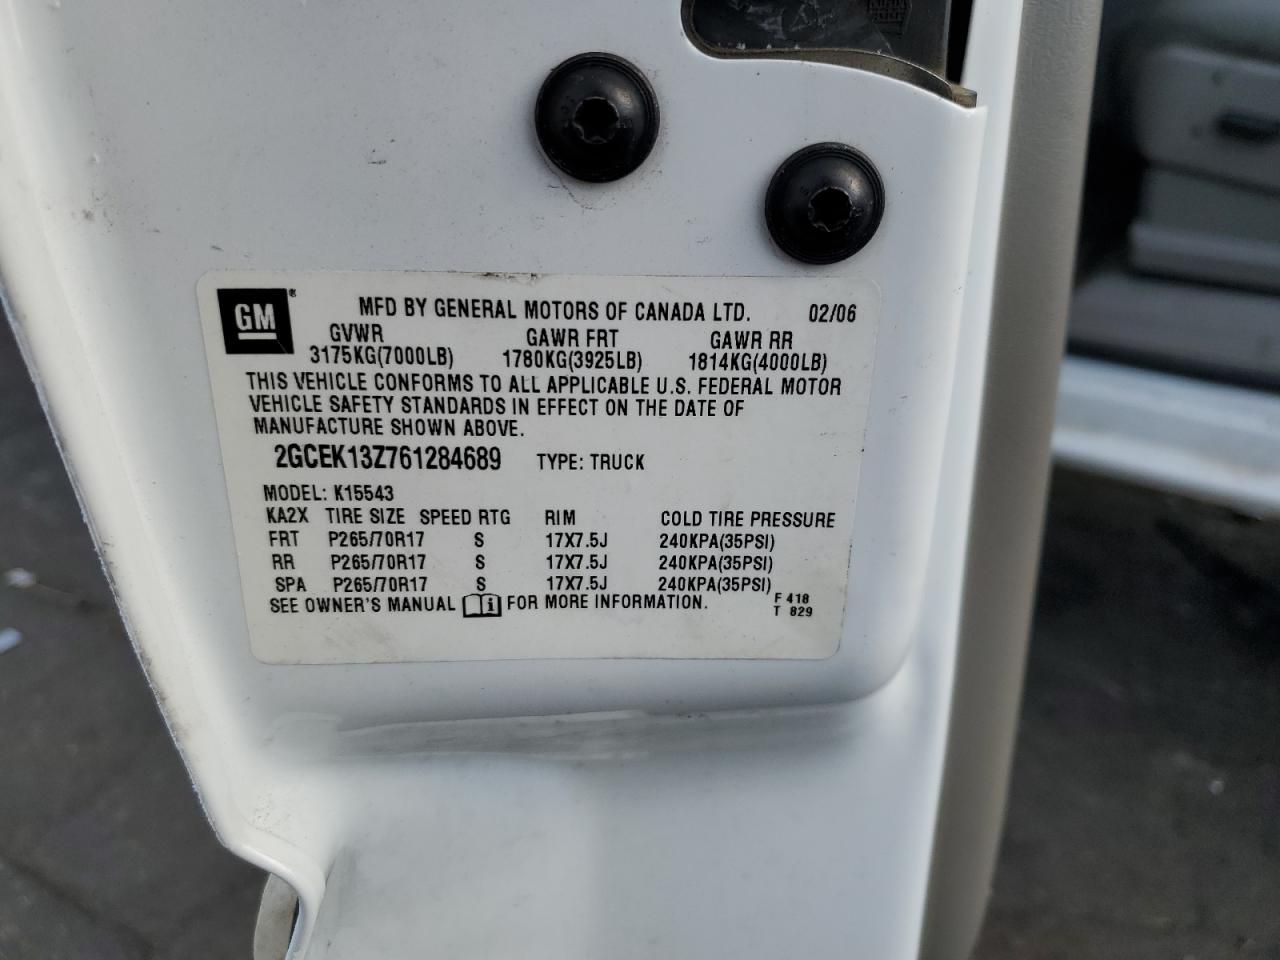 GM® MFD BY GENERAL MOTORS OF CANADA LTD. 02/06
GVWR GAWR FRT GAWR RR
3175KG(7000LB) 1780KG(3925LB) 1814KG(4000LB)
THIS VEHICLE CONFORMS TO ALL APPLICABLE U.S. FEDERAL MOTOR
VEHICLE SAFETY STANDARDS IN EFFECT ON THE DATE OF
MANUFACTURE SHOWN ABOVE.
2GCEK13Z761284689 TYPE: TRUCK
MODEL: K15543
KA2X TIRE SIZE SPEED RTG RIM COLD TIRE PRESSURE
FRT P265/70R17 S 17X7.5J 240KPA(35PSI)
RR P265/70R17 S 17X7.5J 240KPA(35PSI)
SPA P265/70R17 S 17X7.5J 240KPA(35PSI)
SEE OWNER'S MANUAL i FOR MORE INFORMATION. F 418
T 829